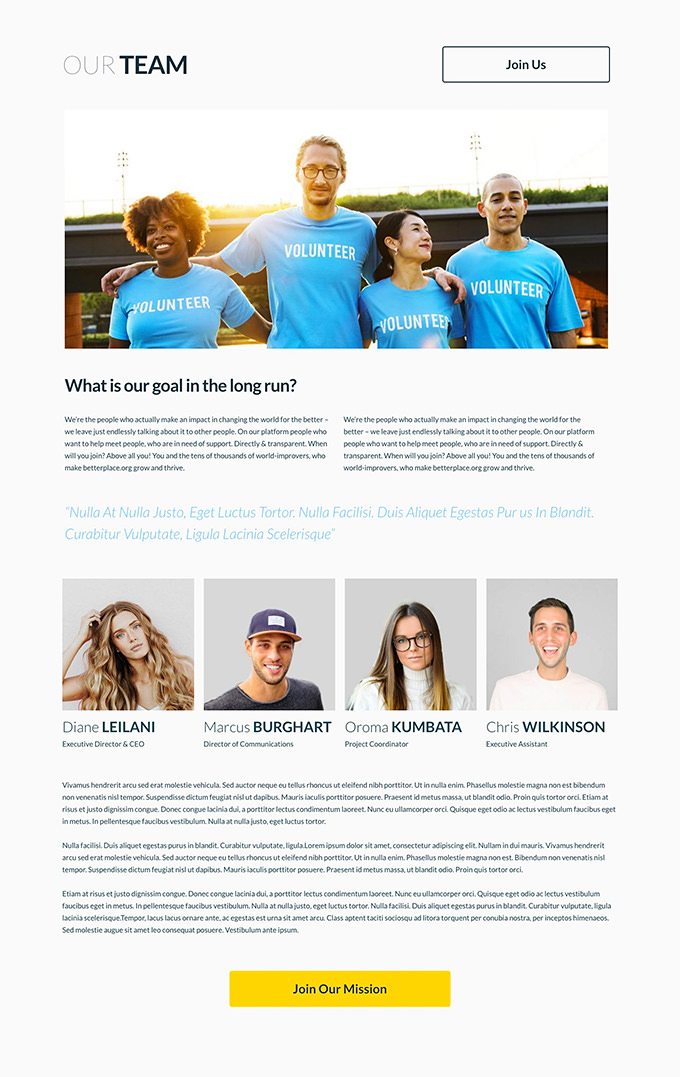 OUR TEAM
Join Us
VOLUNTEER
VOLUNTEER
VOLUNTEER
VOLUNTEER
What is our goal in the long run?
We're the people who actually make an impact in changing the world for the better –
we leave just endlessly talking about it to other people. On our platform people who
want to help meet people, who are in need of support. Directly & transparent. When
will you join? Above all you! You and the tens of thousands of world-improvers, who
make betterplace.org grow and thrive.
We're the people who actually make an impact in changing the world for the
better – we leave just endlessly talking about it to other people. On our platform
people who want to help meet people, who are in need of support. Directly &
transparent. When will you join? Above all you! You and the tens of thousands of
world-improvers, who make betterplace.org grow and thrive.
“Nulla At Nulla Justo, Eget Luctus Tortor. Nulla Facilisi. Duis Aliquet Egestas Pur us In Blandit.
Curabitur Vulputate, Ligula Lacinia Scelerisque”
Diane LEILANI
Executive Director & CEO
Marcus BURGHART
Director of Communications
Oroma KUMBATA
Project Coordinator
Chris WILKINSON
Executive Assistant
Vivamus hendrerit arcu sed erat molestie vehicula. Sed auctor neque eu tellus rhoncus ut eleifend nibh porttitor. Ut in nulla enim. Phasellus molestie magna non est bibendum
non venenatis nisl tempor. Suspendisse dictum feugiat nisl ut dapibus. Mauris iaculis porttitor posuere. Praesent id metus massa, ut blandit odio. Proin quis tortor orci. Etiam at
risus et justo dignissim congue. Donec congue lacinia dui, a porttitor lectus condimentum laoreet. Nunc eu ullamcorper orci. Quisque eget odio ac lectus vestibulum faucibus eget
in metus. In pellentesque faucibus vestibulum. Nulla at nulla justo, eget luctus tortor.
Nulla facilisi. Duis aliquet egestas purus in blandit. Curabitur vulputate, ligula.Lorem ipsum dolor sit amet, consectetur adipiscing elit. Nullam in dui mauris. Vivamus hendrerit
arcu sed erat molestie vehicula. Sed auctor neque eu tellus rhoncus ut eleifend nibh porttitor. Ut in nulla enim. Phasellus molestie magna non est. Bibendum non venenatis nisl
tempor. Suspendisse dictum feugiat nisl ut dapibus. Mauris iaculis porttitor posuere. Praesent id metus massa, ut blandit odio. Proin quis tortor orci.
Etiam at risus et justo dignissim congue. Donec congue lacinia dui, a porttitor lectus condimentum laoreet. Nunc eu ullamcorper orci. Quisque eget odio ac lectus vestibulum
faucibus eget in metus. In pellentesque faucibus vestibulum. Nulla at nulla justo, eget luctus tortor. Nulla facilisi. Duis aliquet egestas purus in blandit. Curabitur vulputate, ligula
lacinia scelerisque.Tempor, lacus lacus ornare ante, ac egestas est urna sit amet arcu. Class aptent taciti sociosqu ad litora torquent per conubia nostra, per inceptos himenaeos.
Sed molestie augue sit amet leo consequat posuere. Vestibulum ante ipsum.
Join Our Mission